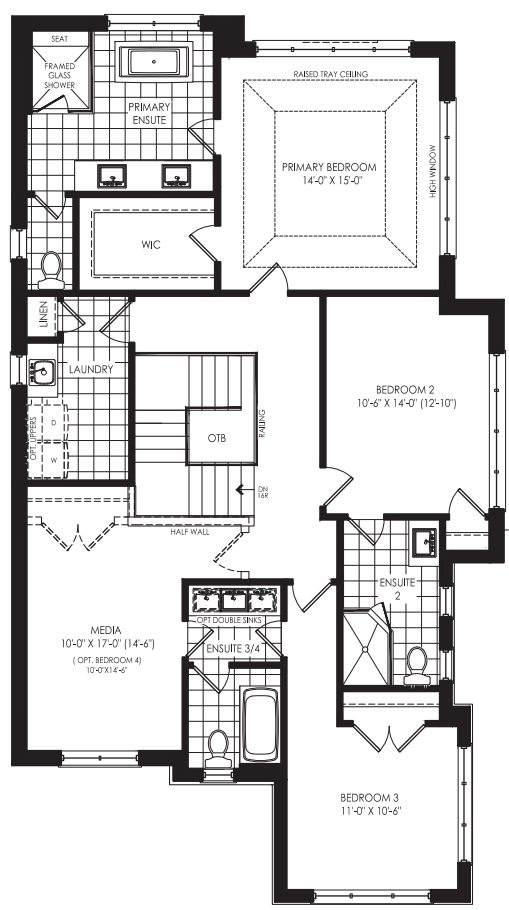 SEAT
FRAMED
GLASS
SHOWER
PRIMARY
ENSUITE
RAISED TRAY CEILING
PRIMARY BEDROOM
14'-0" X 15'-0"
HIGH WINDOW
WIC
LINEN
LAUNDRY
OPT. UPPERS
D
W
OTB
RAILING
DN
16R
HALF WALL
BEDROOM 2
10'-6" X 14'-0" (12'-10")
ENSUITE
2
MEDIA
10'-0" X 17'-0" (14'-6")
( OPT. BEDROOM 4)
10'-0"X14'-6"
OPT DOUBLE SINKS
ENSUITE 3/4
BEDROOM 3
11'-0" X 10'-6"